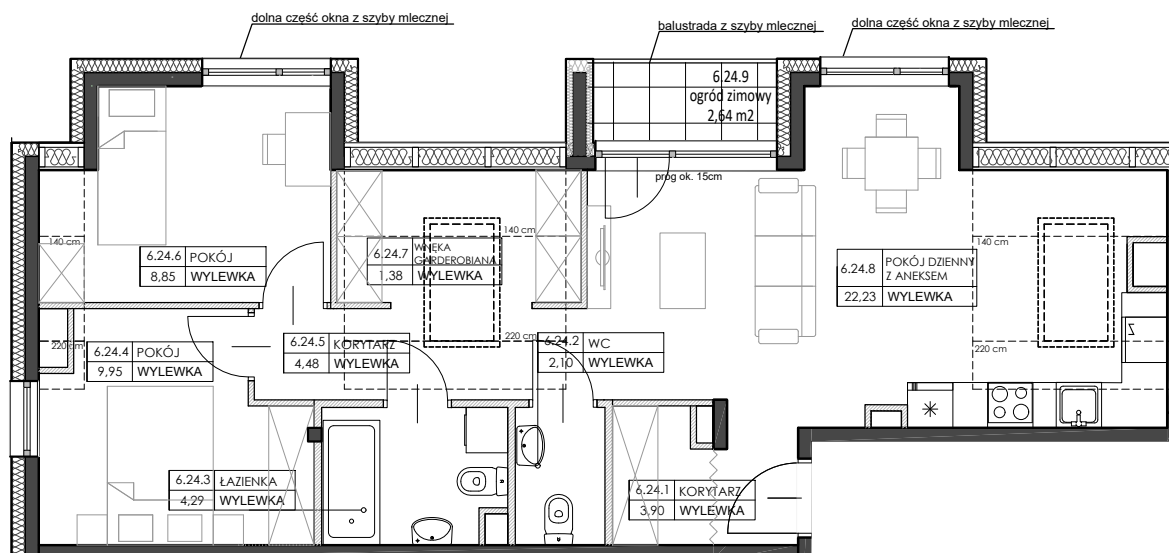 dolna część okna z szyby mlecznej
balustrada z szyby mlecznej
dolna część okna z szyby mlecznej
6.24.9
ogród zimowy
2,64 m2
próg ok. 15cm
140 cm
6.24.6 POKÓJ
8,85 WYLEWKA
140 cm
6.24.7 WNĘKA
GARDEROBIANA
1,38 WYLEWKA
6.24.8 POKÓJ DZIENNY
Z ANEKSEM
22,23 WYLEWKA
140 cm
220 cm
6.24.4 POKÓJ
9,95 WYLEWKA
6.24.5 KORYTARZ
4,48 WYLEWKA
220 cm
6.24.2 WC
2,10 WYLEWKA
220 cm
6.24.3 ŁAZIENKA
4,29 WYLEWKA
6.24.1 KORYTARZ
3,90 WYLEWKA